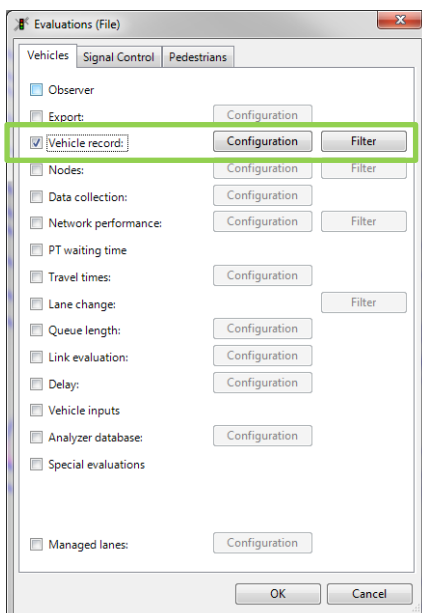 Evaluations (File)
x
Vehicles Signal Control Pedestrians
Observer
Export: Configuration
Vehicle record: Configuration Filter
Nodes: Configuration Filter
Data collection: Configuration
Network performance: Configuration Filter
PT waiting time
Travel times: Configuration
Lane change: Filter
Queue length: Configuration
Link evaluation: Configuration
Delay: Configuration
Vehicle inputs
Analyzer database: Configuration
Special evaluations
Managed lanes: Configuration
OK Cancel